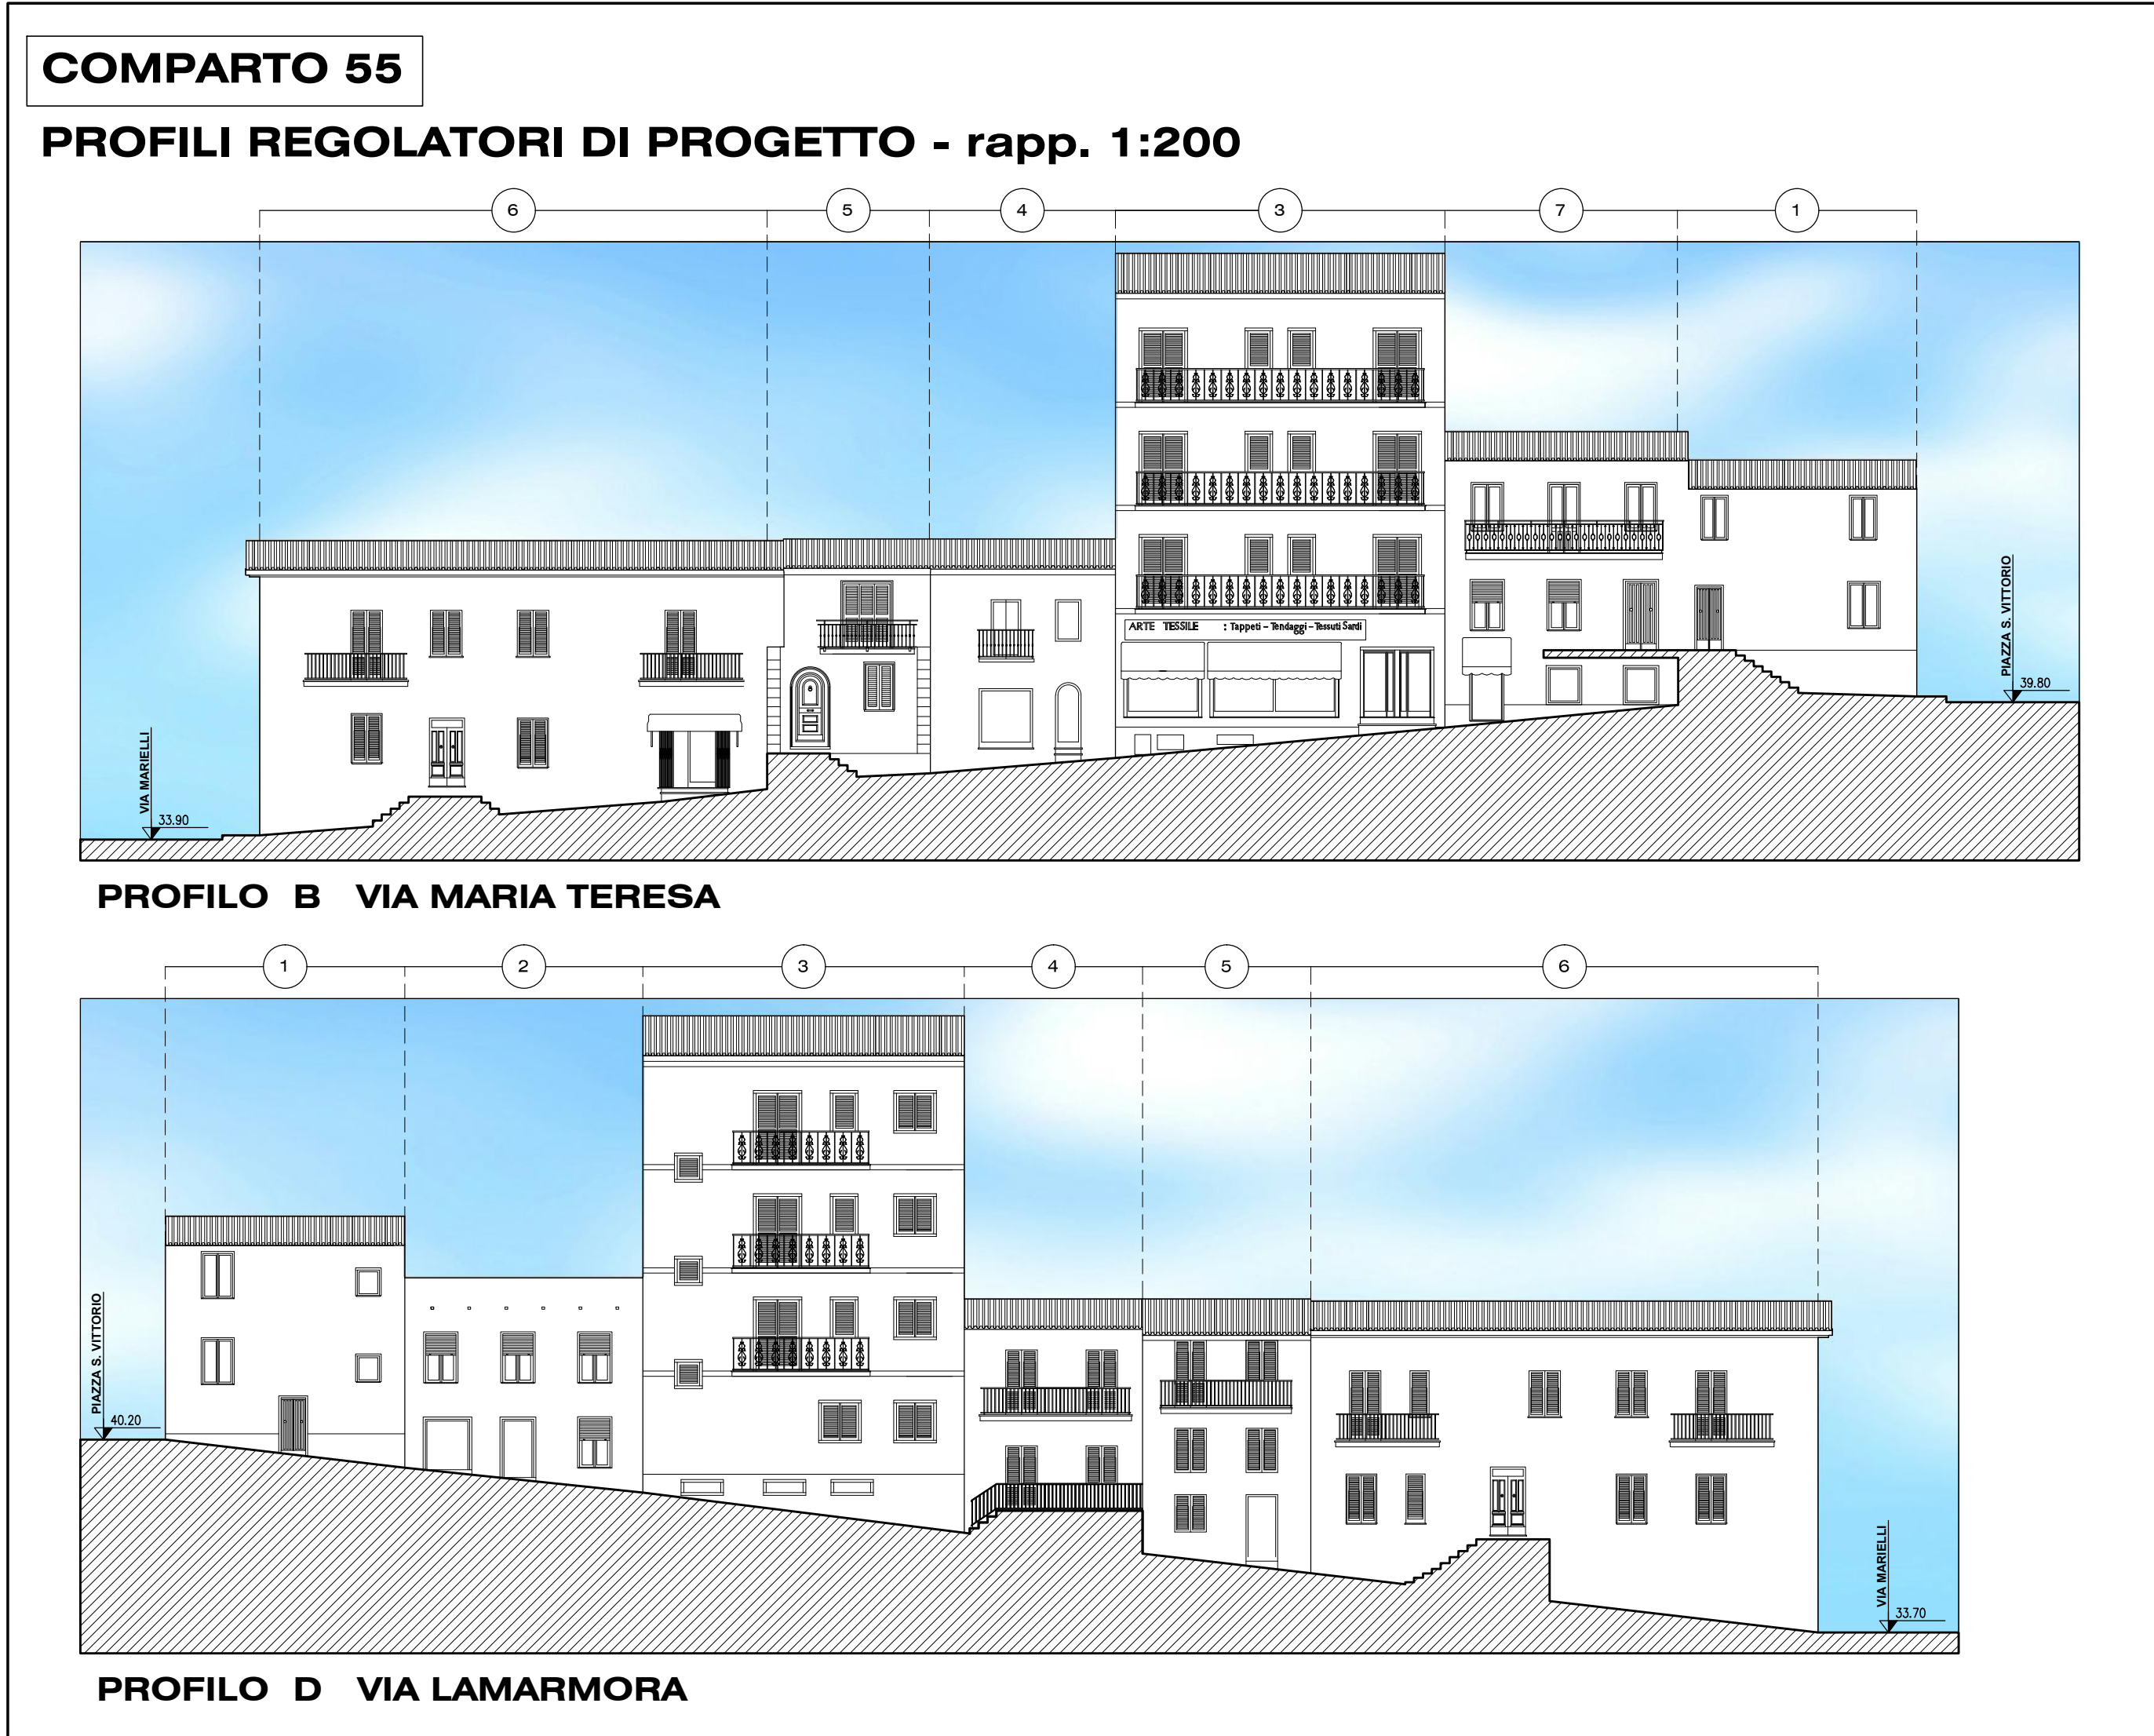 COMPARTO 55
PROFILI REGOLATORI DI PROGETTO - rapp. 1:200
6 5 4 3 7 1
ARTE TESSILE : Tappeti - Tendaggi - Tessuti Sardi
VIA MARIELLI
33.90
PIAZZA S. VITTORIO
39.80
PROFILO B VIA MARIA TERESA
1 2 3 4 5 6
PIAZZA S. VITTORIO
40.20
VIA MARIELLI
33.70
PROFILO D VIA LAMARMORA